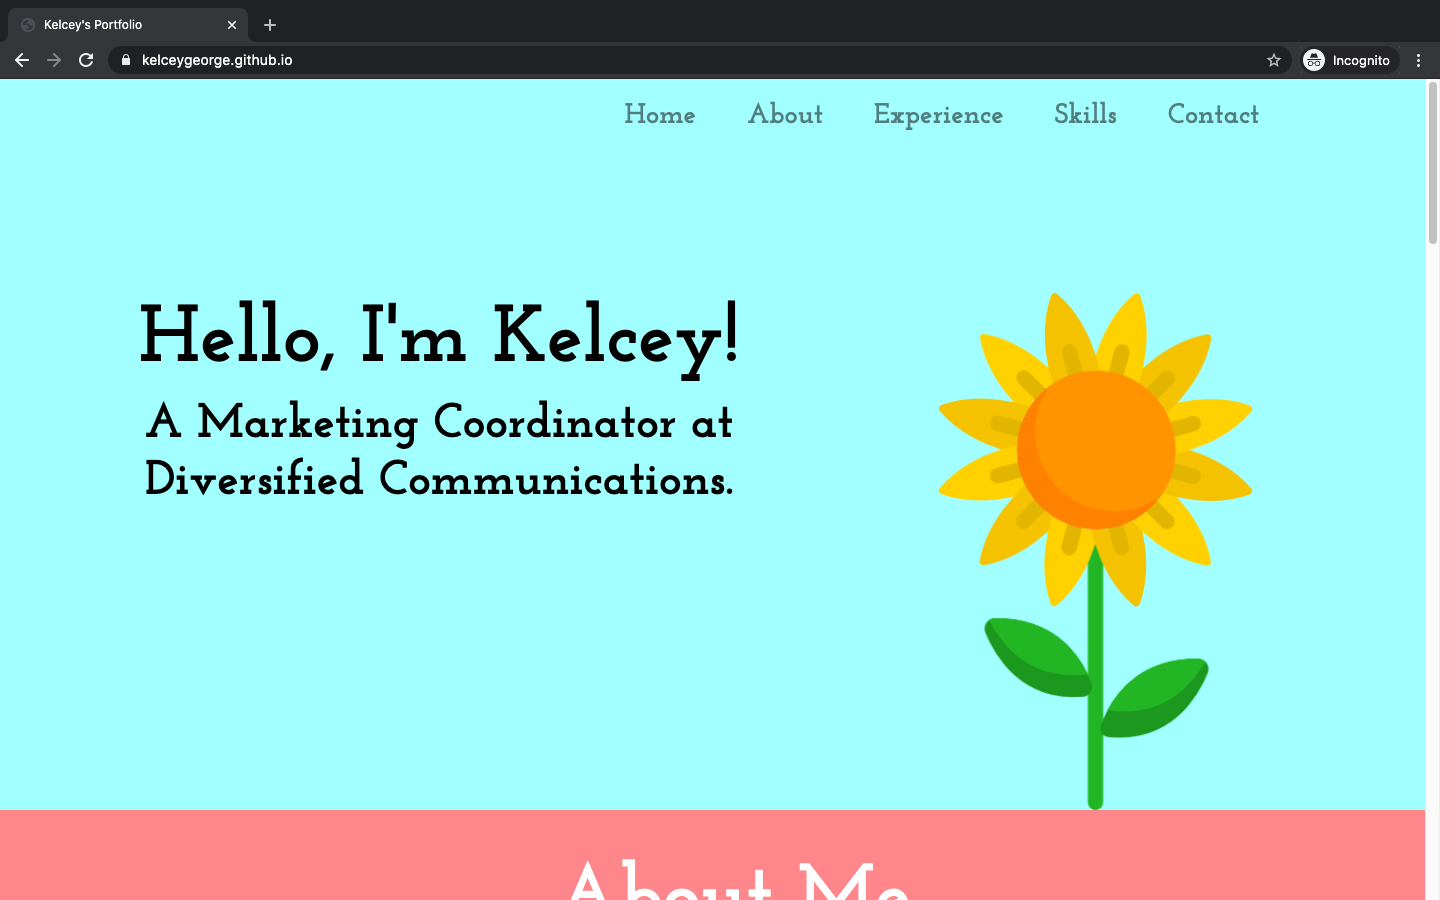 Kelcey's Portfolio
kelceygeorge.github.io
Incognito
Home About Experience Skills Contact
Hello, I'm Kelcey!
A Marketing Coordinator at
Diversified Communications.
About Me